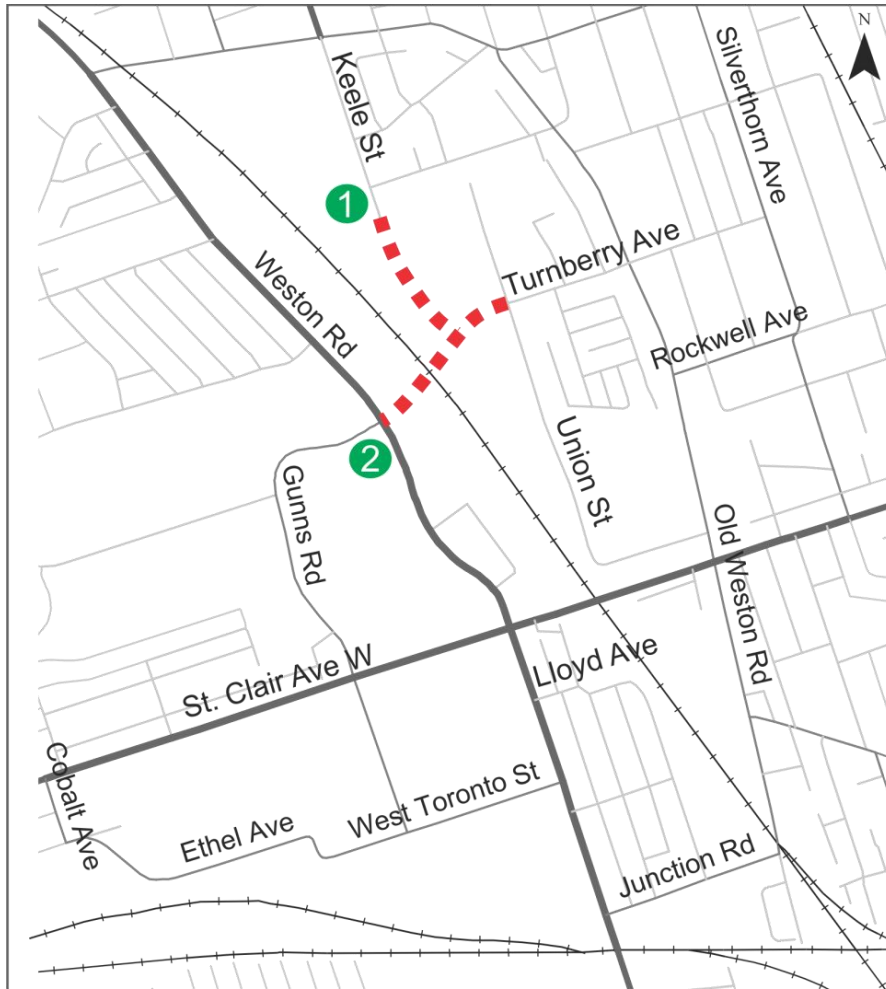 N
Keele St
Silverthorn Ave
1
Turnberry Ave
Weston Rd
Rockwell Ave
2
Union St
Gunns Rd
Old Weston Rd
Lloyd Ave
St. Clair Ave W
Cobalt Ave
West Toronto St
Ethel Ave
Junction Rd